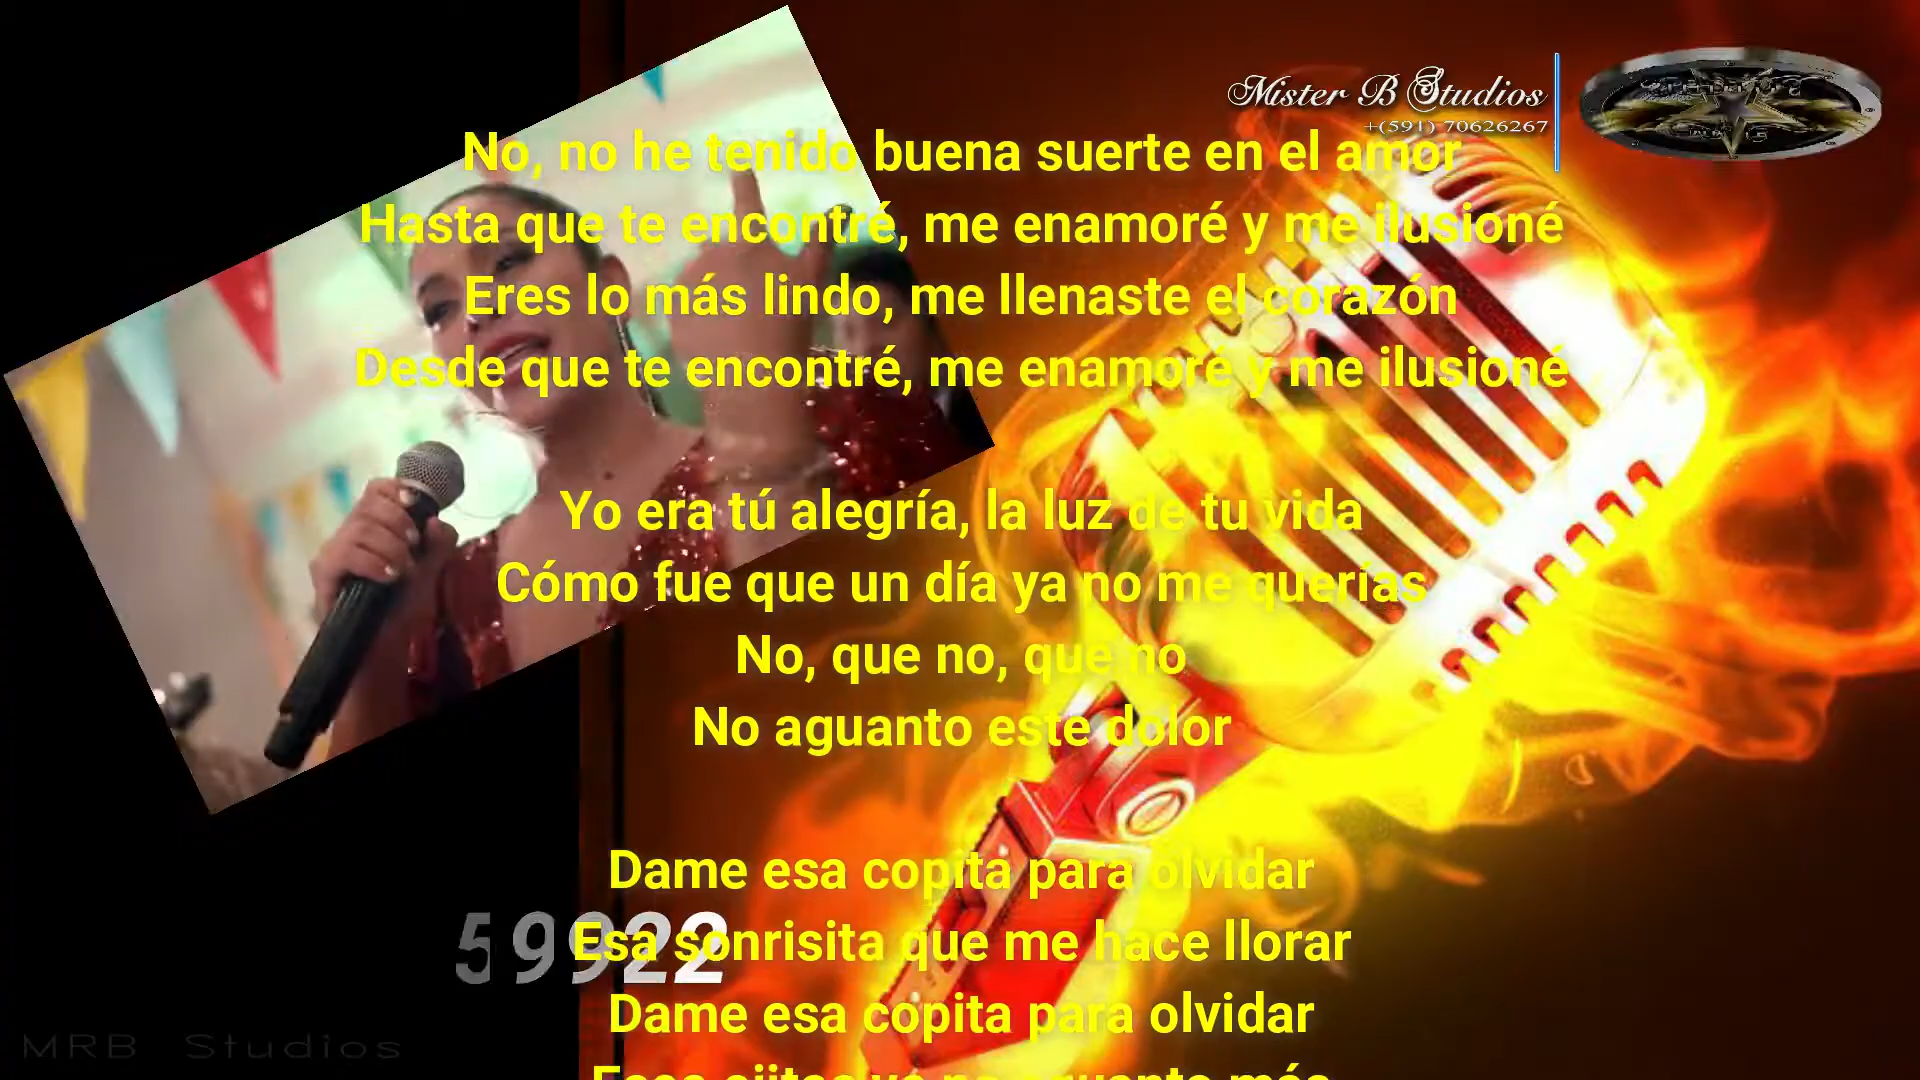 Mister B Studios
+(591) 70626267
No, no he tenido buena suerte en el amor
Hasta que te encontré, me enamoré y me ilusioné
Eres lo más lindo, me llenaste el corazón
Desde que te encontré, me enamoré y me ilusioné
Yo era tú alegría, la luz de tu vida
Cómo fue que un día ya no me querías
No, que no, que no
No aguanto este dolor
Dame esa copita para olvidar
59922
Esa sonrisita que me hace llorar
Dame esa copita para olvidar
MRB Studios